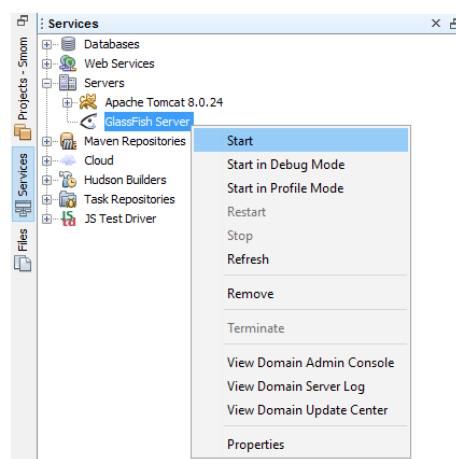 Services
Databases
Web Services
Servers
Apache Tomcat 8.0.24
GlassFish Server
Maven Repositories
Cloud
Hudson Builders
Task Repositories
JS Test Driver
Start
Start in Debug Mode
Start in Profile Mode
Restart
Stop
Refresh
Remove
Terminate
View Domain Admin Console
View Domain Server Log
View Domain Update Center
Properties
Projects - Smom
Services
Files